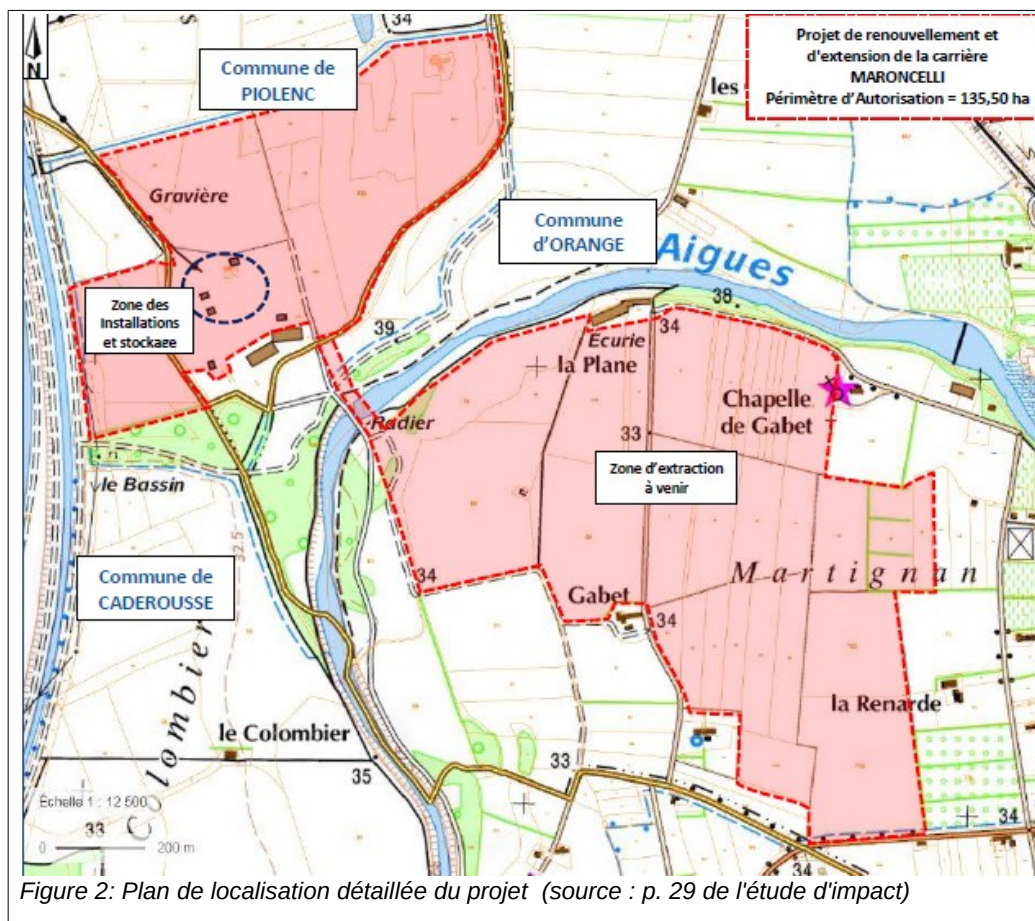 34
N
Projet de renouvellement et
d'extension de la carrière
MARONCELLI
Périmètre d'Autorisation = 135,50 ha
Commune de
PIOLENC
les
Gravière
Commune
d'ORANGE
Aigues
Zone des
Installations
et stockage
39
38
34
Ecurie
la Plane
Radier
Chapelle
de Gabet
33
Zone d'extraction
à venir
le Bassin
32.5
Commune de
CADEROUSSE
34
Martignan
Gabet
34
la Renarde
lombier
le Colombier
35
33
Échelle 1 : 12 500
33
0 200 m
34
Figure 2: Plan de localisation détaillée du projet (source : p. 29 de l'étude d'impact)